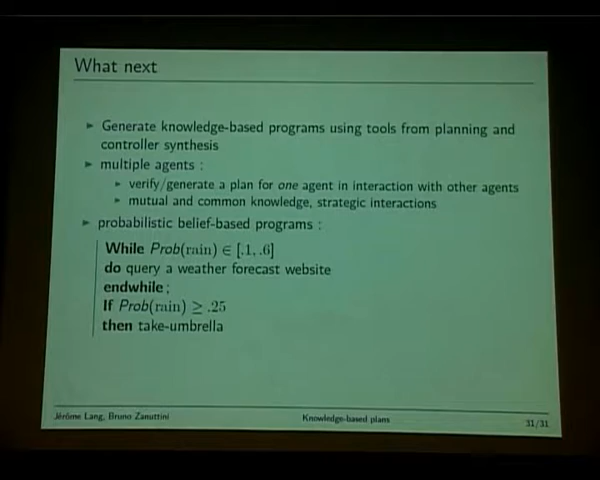 What next
► Generate knowledge-based programs using tools from planning and
controller synthesis
► multiple agents :
► verify/generate a plan for one agent in interaction with other agents
► mutual and common knowledge, strategic interactions
► probabilistic belief-based programs :
While Prob(rain) ∈ [.1, .6]
do query a weather forecast website
endwhile ;
If Prob(rain) ≥ .25
then take-umbrella
Jérôme Lang, Bruno Zanuttini
Knowledge-based plans
31/31